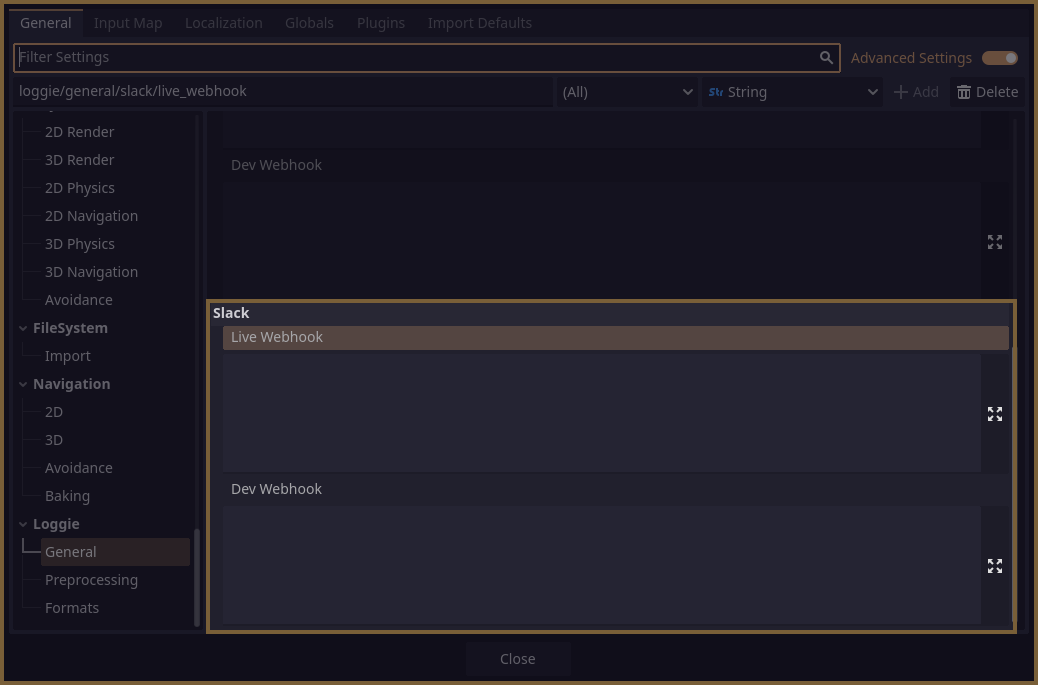 General Input Map Localization Globals Plugins Import Defaults
Filter Settings
Advanced Settings
loggie/general/slack/live_webhook
(All)
Str String
Add
Delete
2D Render
3D Render
2D Physics
2D Navigation
3D Physics
3D Navigation
Avoidance
FileSystem
Import
Navigation
2D
3D
Avoidance
Baking
Loggie
General
Preprocessing
Formats
Dev Webhook
Slack
Live Webhook
Dev Webhook
Close